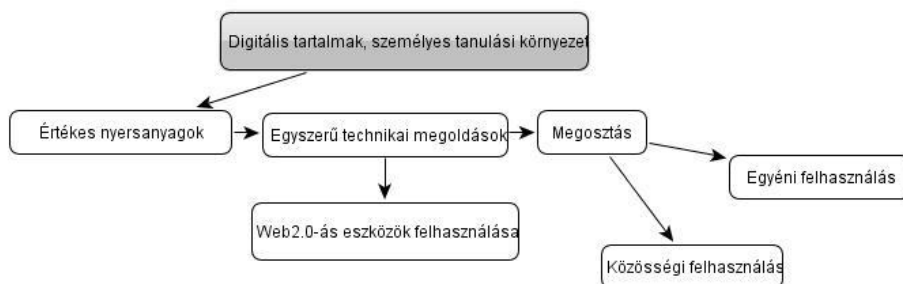 Digitális tartalmak, személyes tanulási környezet
Értékes nyersanyagok
Egyszerű technikai megoldások
Megosztás
Egyéni felhasználás
Web2.0-ás eszközök felhasználása
Közösségi felhasználás